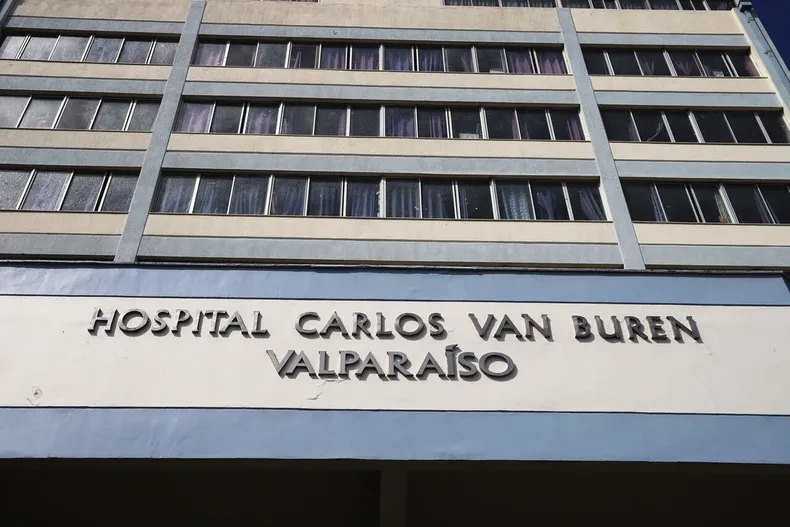 HOSPITAL CARLOS VAN BUREN
VALPARAÍSO